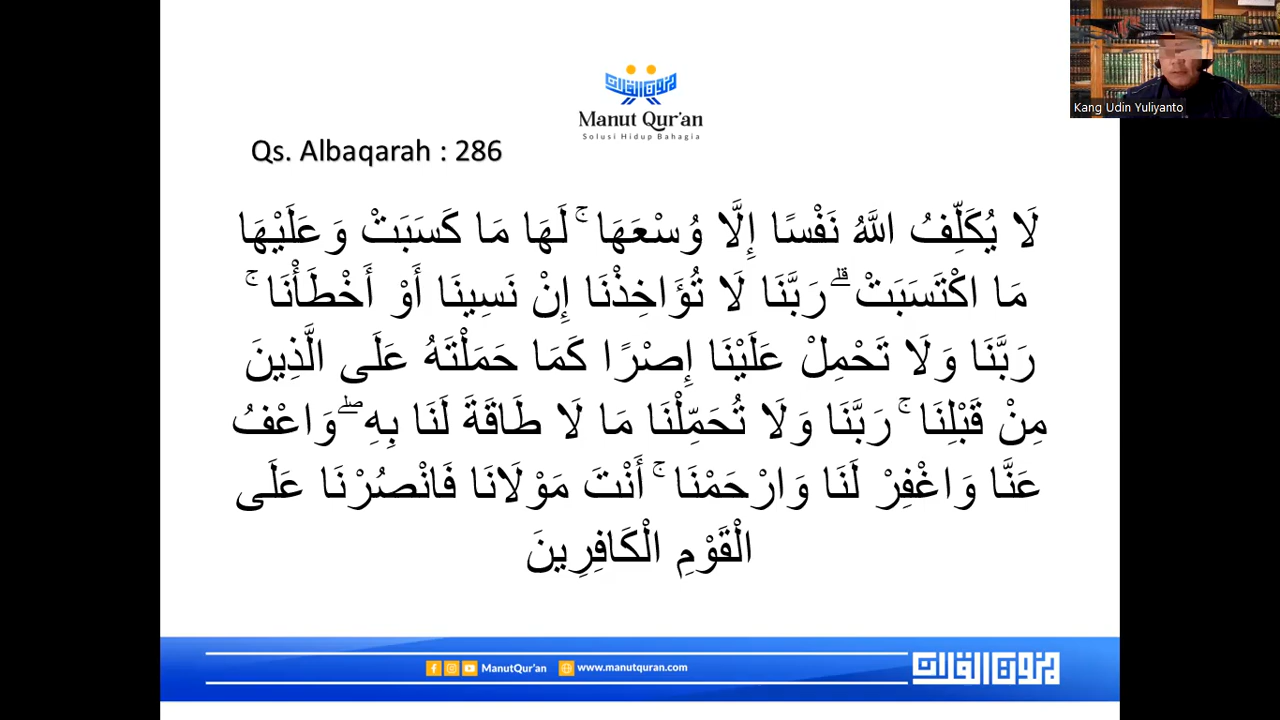 Manut Qur'an
Solusi Hidup Bahagia
Kang Udin Yuliyanto
Qs. Albaqarah : 286
لَا يُكَلِّفُ اللَّهُ نَفْسًا إِلَّا وُسْعَهَا ۚ لَهَا مَا كَسَبَتْ وَعَلَيْهَا
مَا اكْتَسَبَتْ ۗ رَبَّنَا لَا تُؤَاخِذْنَا إِنْ نَسِينَا أَوْ أَخْطَأْنَا ۚ
رَبَّنَا وَلَا تَحْمِلْ عَلَيْنَا إِصْرًا كَمَا حَمَلْتَهُ عَلَى الَّذِينَ
مِنْ قَبْلِنَا ۚ رَبَّنَا وَلَا تُحَمِّلْنَا مَا لَا طَاقَةَ لَنَا بِهِ ۖ وَاعْفُ
عَنَّا وَاغْفِرْ لَنَا وَارْحَمْنَا ۚ أَنْتَ مَوْلَانَا فَانْصُرْنَا عَلَى
الْقَوْمِ الْكَافِرِينَ
ManutQur'an www.manutquran.com